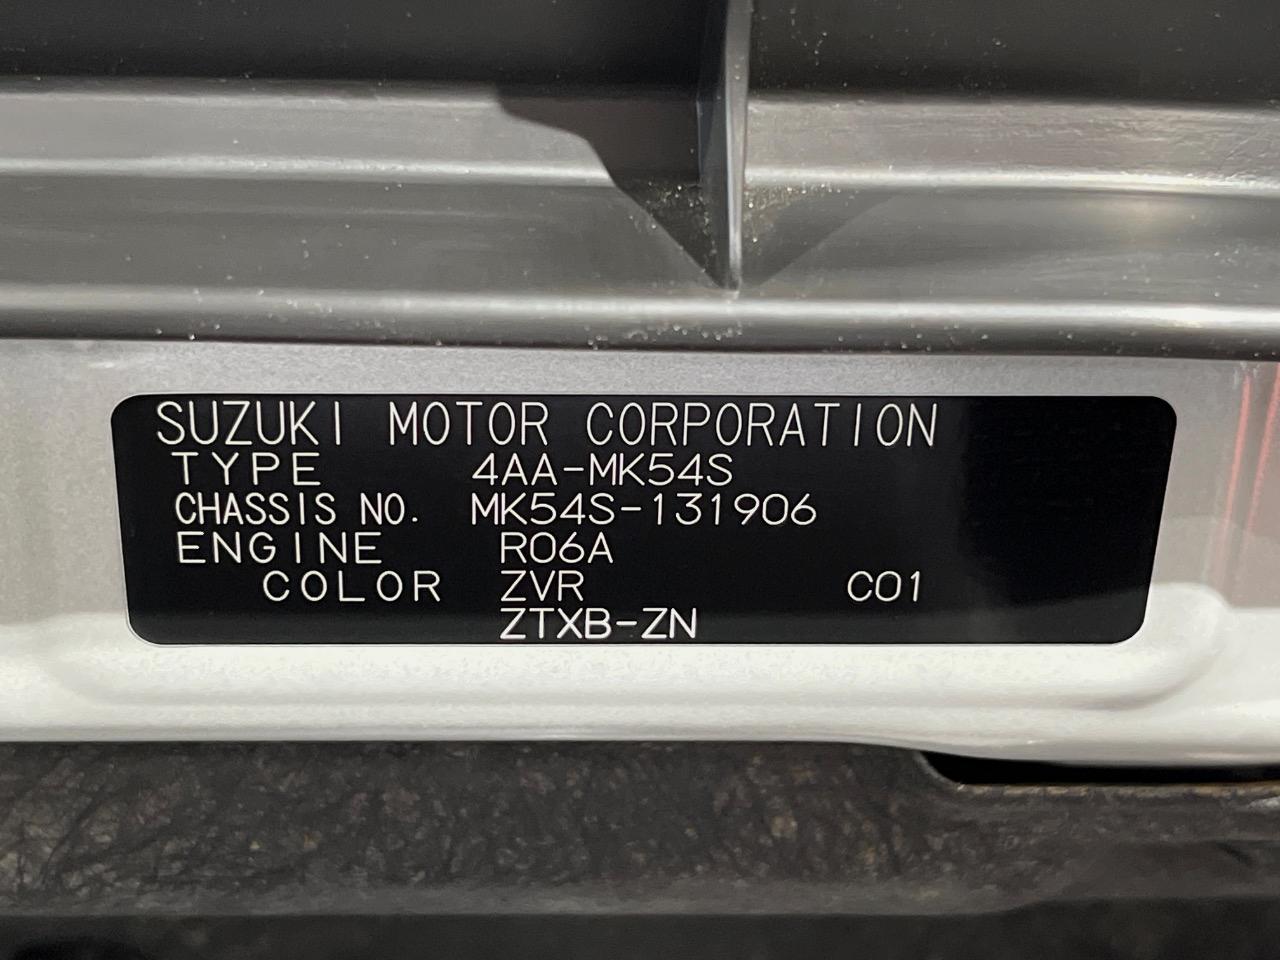 SUZUKI MOTOR CORPORATION
TYPE 4AA-MK54S
CHASSIS NO. MK54S-131906
ENGINE R06A
COLOR ZVR C01
ZTXB-ZN